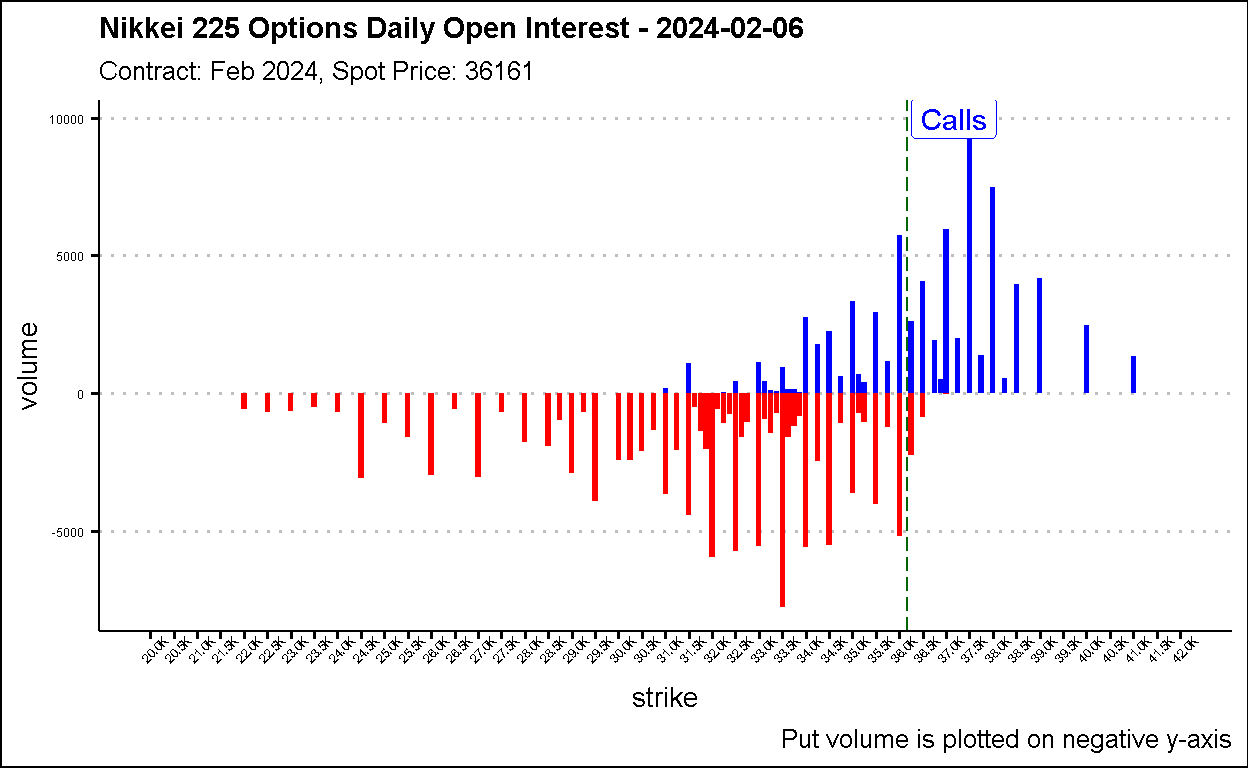 Nikkei 225 Options Daily Open Interest - 2024-02-06
Contract: Feb 2024, Spot Price: 36161
Calls
10000
5000
0
-5000
volume
20.0K
20.5K
21.0K
21.5K
22.0K
22.5K
23.0K
23.5K
24.0K
24.5K
25.0K
25.5K
26.0K
26.5K
27.0K
27.5K
28.0K
28.5K
29.0K
29.5K
30.0K
30.5K
31.0K
31.5K
32.0K
32.5K
33.0K
33.5K
34.0K
34.5K
35.0K
35.5K
36.0K
36.5K
37.0K
37.5K
38.0K
38.5K
39.0K
39.5K
40.0K
40.5K
41.0K
41.5K
42.0K
strike
Put volume is plotted on negative y-axis